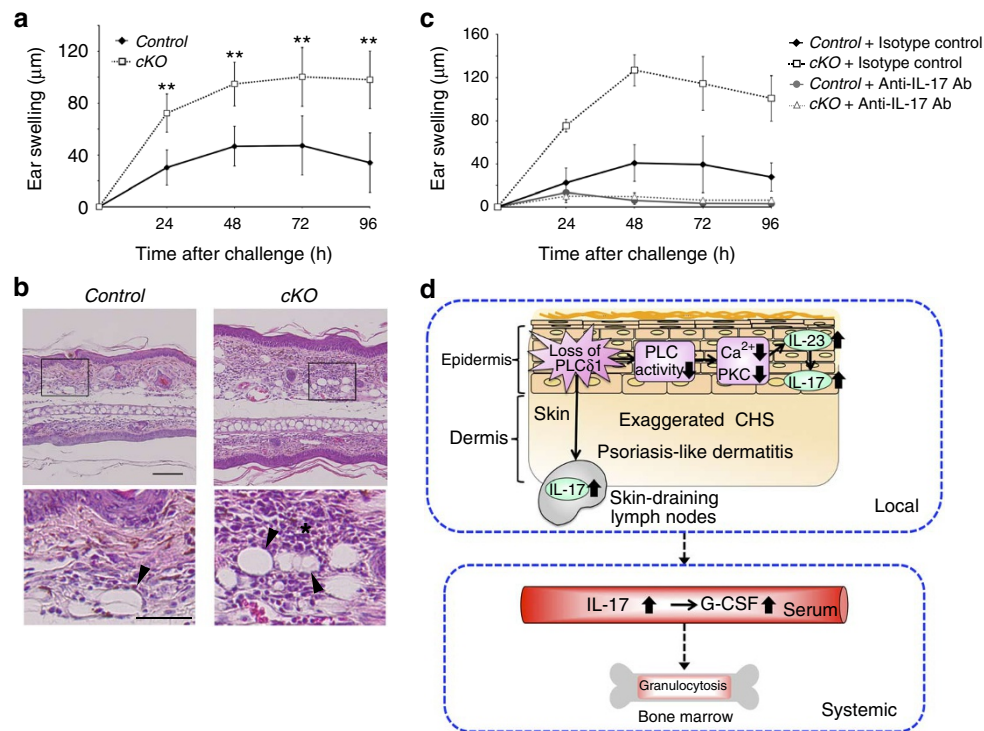 a
Control
cKO
Ear swelling (μm)
120
80
40
0
**
**
**
**
24
48
72
96
Time after challenge (h)
c
Control + Isotype control
cKO + Isotype control
Control + Anti-IL-17 Ab
cKO + Anti-IL-17 Ab
Ear swelling (μm)
160
120
80
40
0
24
48
72
96
Time after challenge (h)
b
Control
cKO
*
d
Epidermis
Loss of
PLCδ1
PLC
activity
Ca2+
PKC
IL-23
IL-17
Dermis
Skin
Exaggerated CHS
Psoriasis-like dermatitis
IL-17
Skin-draining
lymph nodes
Local
IL-17
G-CSF
Serum
Granulocytosis
Bone marrow
Systemic